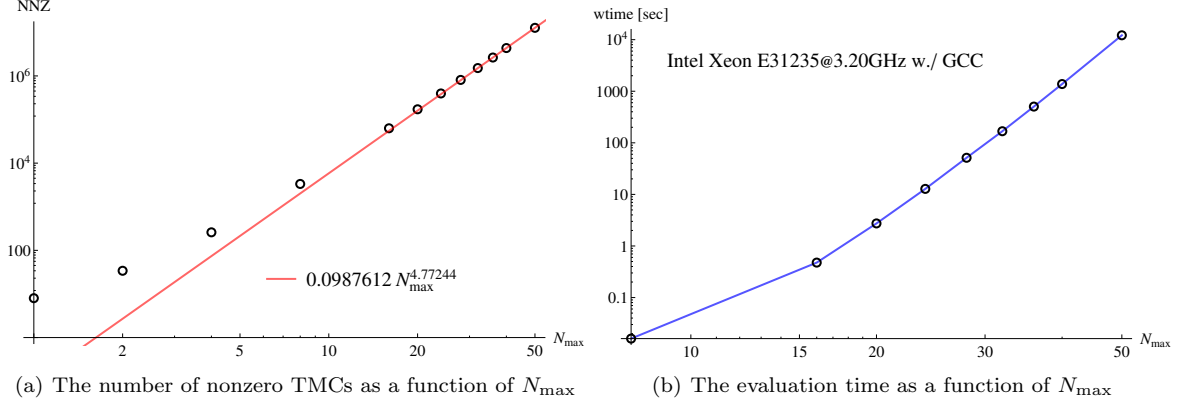 NNZ
10^6
10^4
100
0.0987612 N_max^4.77244
2 5 10 20 50
N_max
(a) The number of nonzero TMCs as a function of N_max
wtime [sec]
10^4
Intel Xeon E31235@3.20GHz w./ GCC
1000
100
10
1
0.1
10 15 20 30 50
N_max
(b) The evaluation time as a function of N_max